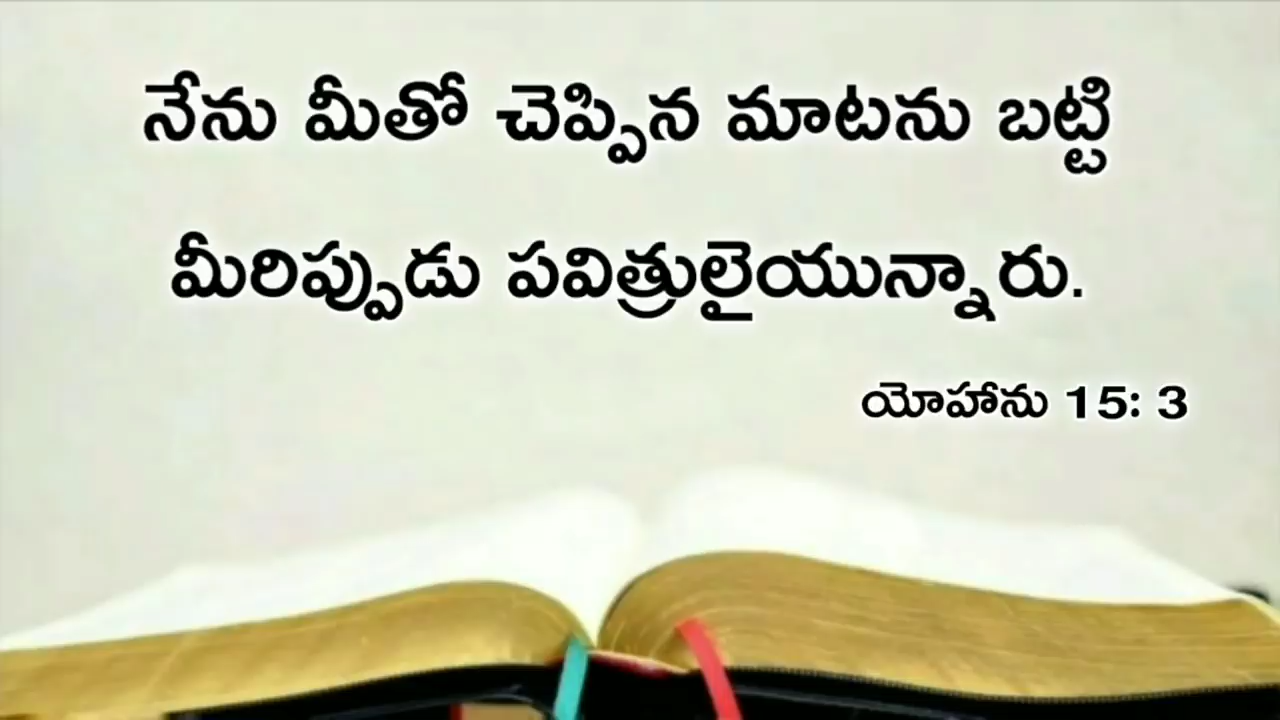 నేను మీతో చెప్పిన మాటను బట్టి
మీరిప్పుడు పవిత్రులైయున్నారు.
యోహాను 15: 3